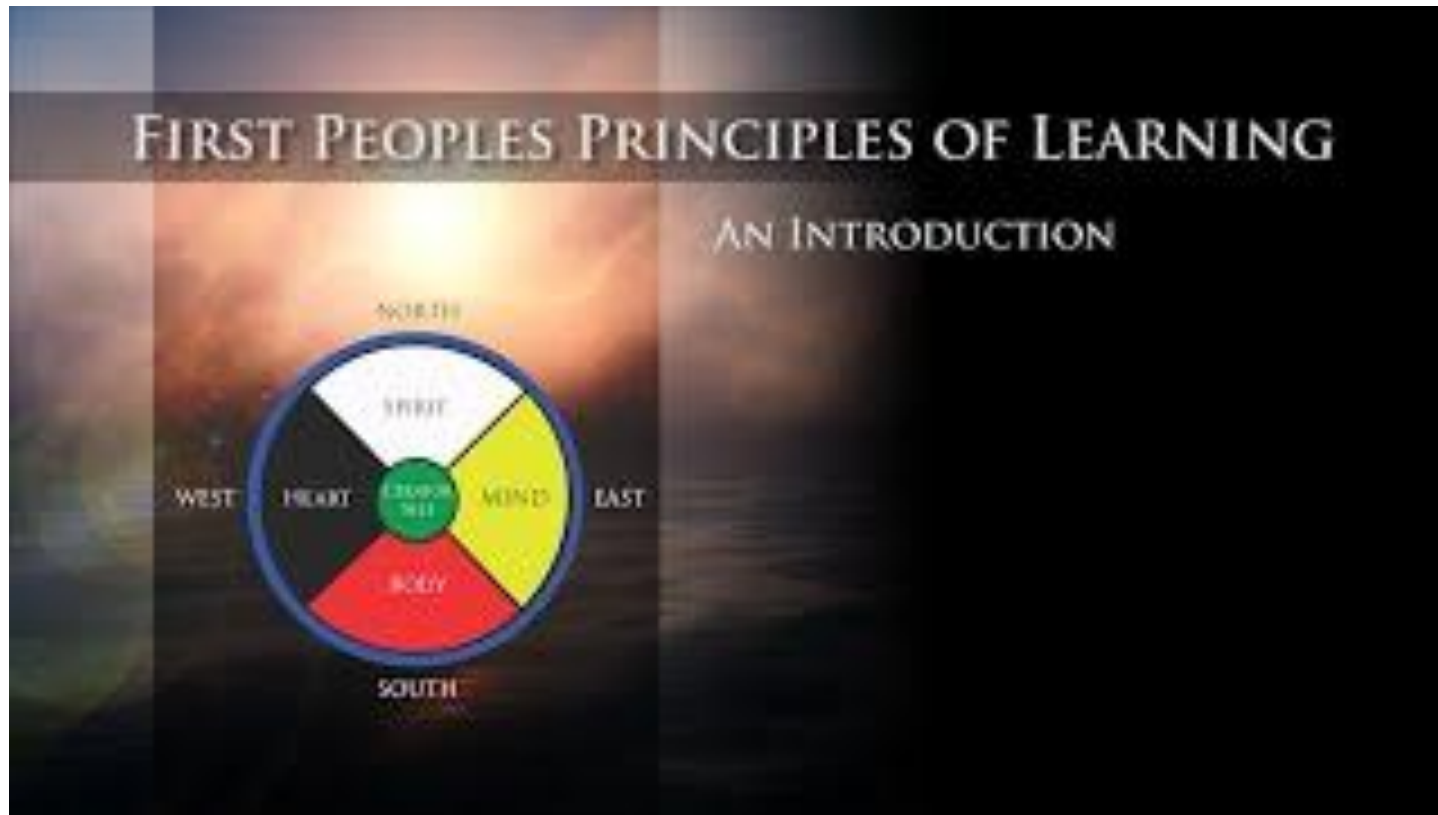 FIRST PEOPLES PRINCIPLES OF LEARNING
AN INTRODUCTION
NORTH
SPIRIT
WEST HEART MIND EAST
BODY
SOUTH